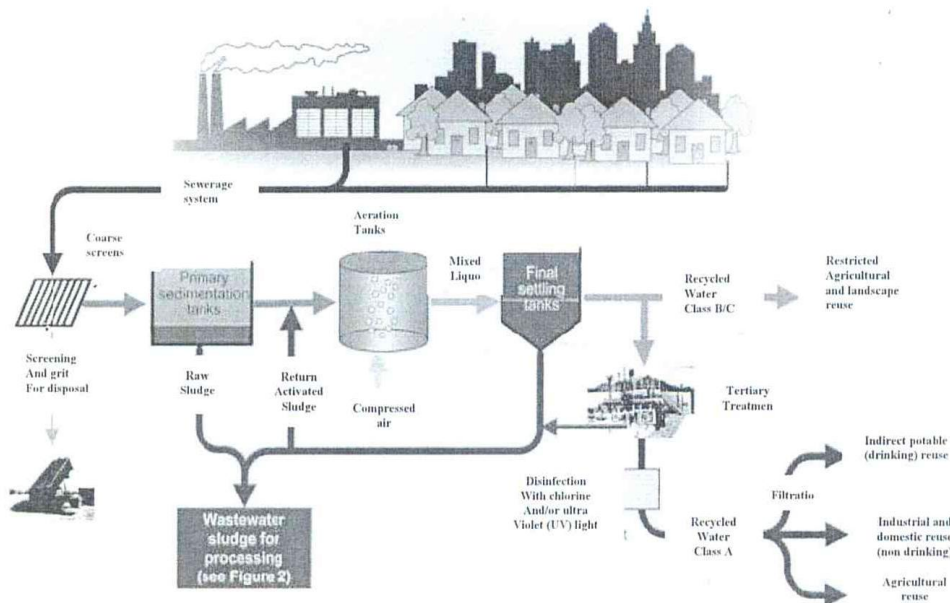 Sewerage
system
Coarse
screens
Aeration
Tanks
Primary
sedimentation
tanks
Mixed
Liquo
Final
settling
tanks
Recycled
Water
Class B/C
Restricted
Agricultural
and landscape
reuse
Screening
And grit
For disposal
Raw
Sludge
Return
Activated
Sludge
Compressed
air
Tertiary
Treatmen
Wastewater
sludge for
processing
(see Figure 2)
Disinfection
With chlorine
And/or ultra
Violet (UV) light
Recycled
Water
Class A
Filtratio
Indirect potable
(drinking) reuse
Industrial and
domestic reuse
(non drinking)
Agricultural
reuse